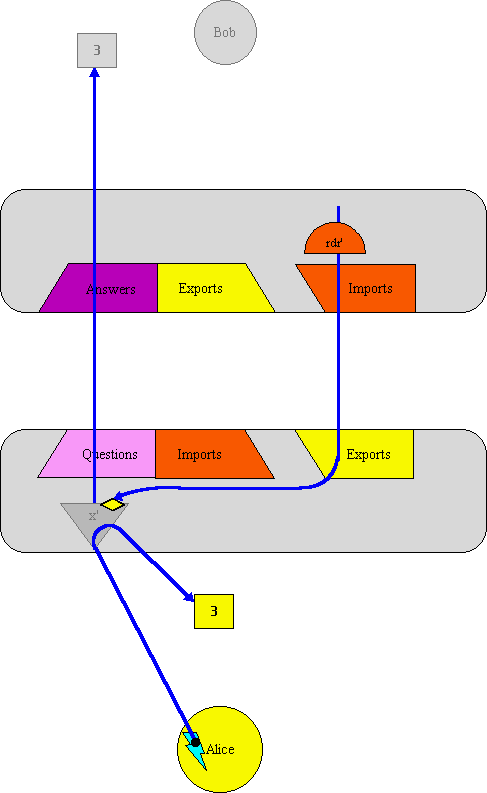 Bob
3
rdr'
Answers
Exports
Imports
Questions
Imports
Exports
x'
3
Alice